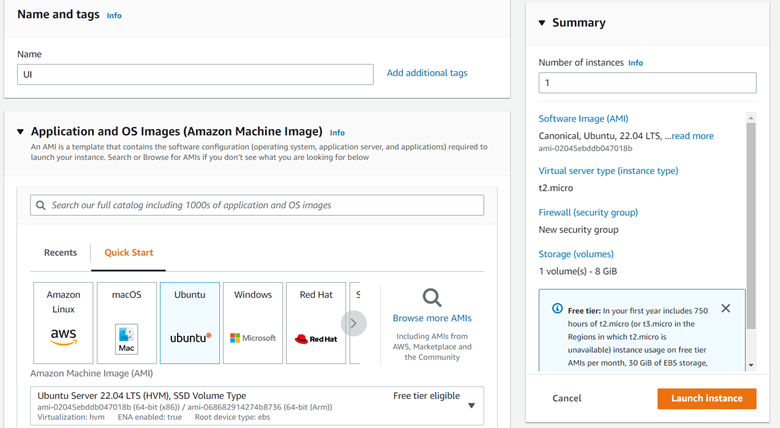 Name and tags Info
Name
UI
Add additional tags
Application and OS Images (Amazon Machine Image) Info
An AMI is a template that contains the software configuration (operating system, application server, and applications) required to
launch your instance. Search or Browse for AMIs if you don't see what you are looking for below
Search our full catalog including 1000s of application and OS images
Recents
Quick Start
Amazon
Linux
aws
macOS
Mac
Ubuntu
ubuntu
Windows
Microsoft
Red Hat
Red Hat
S
Browse more AMIs
Including AMIs from
AWS, Marketplace and
the Community
Amazon Machine Image (AMI)
Ubuntu Server 22.04 LTS (HVM), SSD Volume Type
Free tier eligible
ami-02045ebddb047018b (64-bit (x86)) / ami-068682914274b8736 (64-bit (Arm))
Virtualization: hvm ENA enabled: true Root device type: ebs
Summary
Number of instances Info
1
Software Image (AMI)
Canonical, Ubuntu, 22.04 LTS, ...read more
ami-02045ebddb047018b
Virtual server type (instance type)
t2.micro
Firewall (security group)
New security group
Storage (volumes)
1 volume(s) - 8 GiB
Free tier: In your first year includes 750
hours of t2.micro (or t3.micro in the
Regions in which t2.micro is
unavailable) instance usage on free tier
AMIs per month, 30 GiB of EBS storage,
Cancel
Launch instance